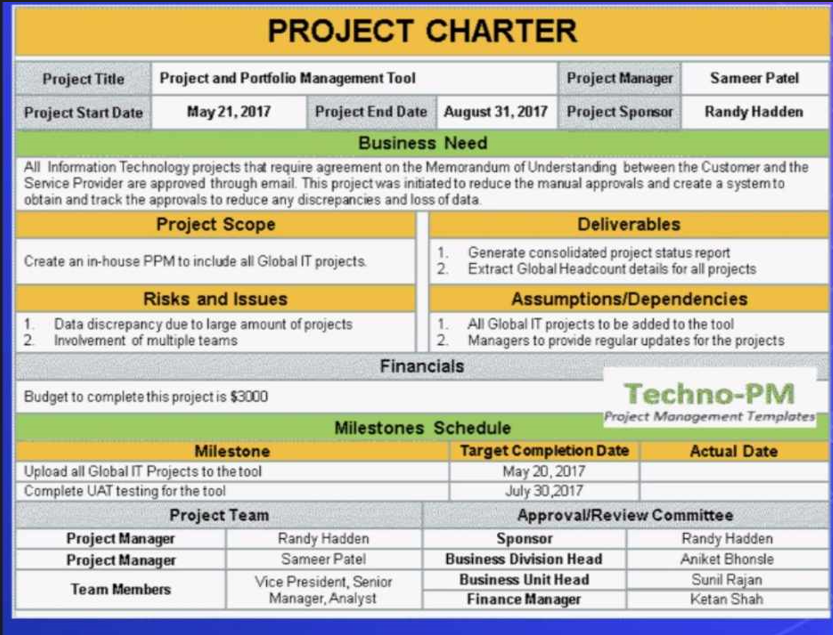 PROJECT CHARTER
Project Title Project and Portfolio Management Tool Project Manager Sameer Patel
Project Start Date May 21, 2017 Project End Date August 31, 2017 Project Sponsor Randy Hadden
Business Need
All Information Technology projects that require agreement on the Memorandum of Understanding between the Customer and the
Service Provider are approved through email. This project was initiated to reduce the manual approvals and create a system to
obtain and track the approvals to reduce any discrepancies and loss of data.
Project Scope
Create an in-house PPM to include all Global IT projects.
Deliverables
1. Generate consolidated project status report
2. Extract Global Headcount details for all projects
Risks and Issues
1. Data discrepancy due to large amount of projects
2. Involvement of multiple teams
Assumptions/Dependencies
1. All Global IT projects to be added to the tool
2. Managers to provide regular updates for the projects
Financials
Budget to complete this project is $3000
Techno-PM
Project Management Templates
Milestones Schedule
Milestone Target Completion Date Actual Date
Upload all Global IT Projects to the tool May 20, 2017
Complete UAT testing for the tool July 30,2017
Project Team
Project Manager Randy Hadden
Project Manager Sameer Patel
Team Members Vice President, Senior
Manager, Analyst
Approval/Review Committee
Sponsor Randy Hadden
Business Division Head Aniket Bhonsle
Business Unit Head Sunil Rajan
Finance Manager Ketan Shah